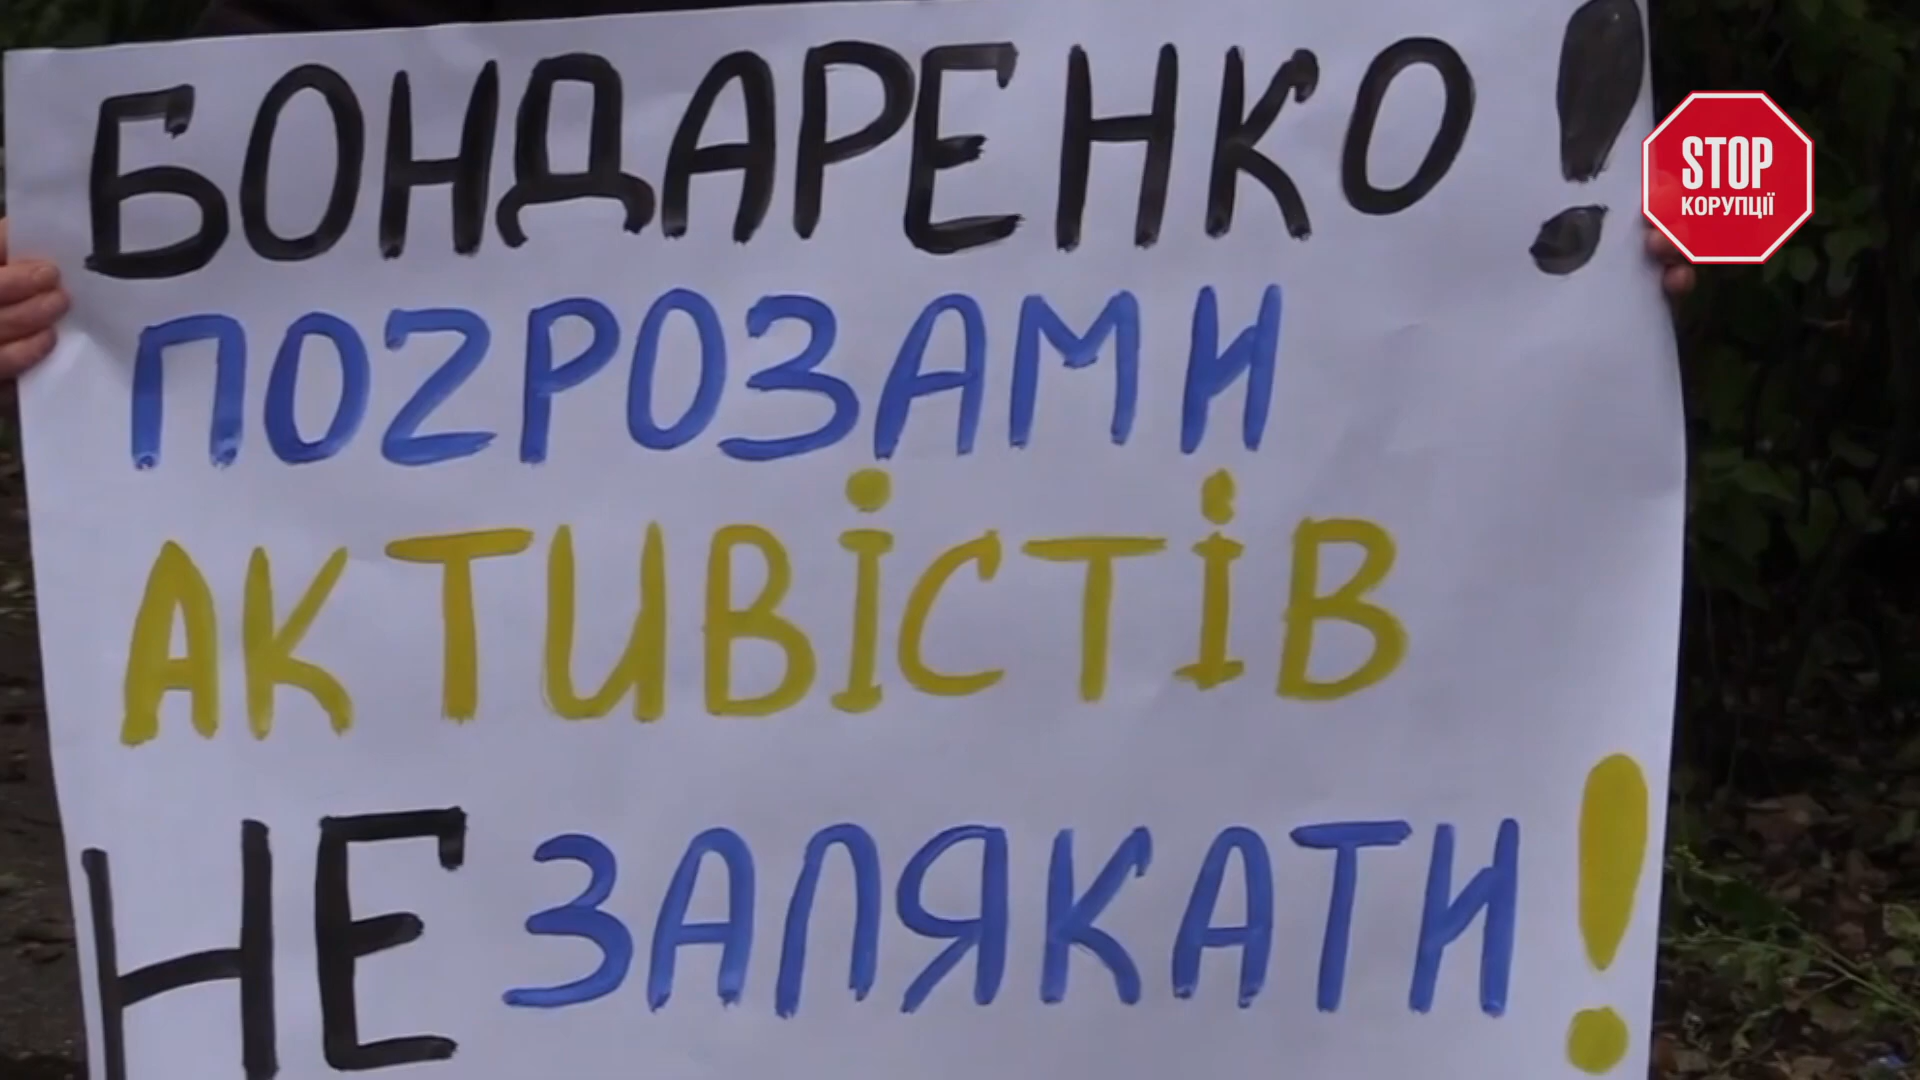 БОНДАРЕНКО!
ПОГРОЗАМИ
АКТИВІСТІВ
НЕ ЗАЛЯКАТИ!
STOP
КОРУПЦІЇ